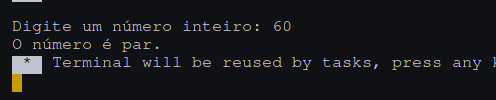 Digite um número inteiro: 60
O número é par.
* Terminal will be reused by tasks, press any